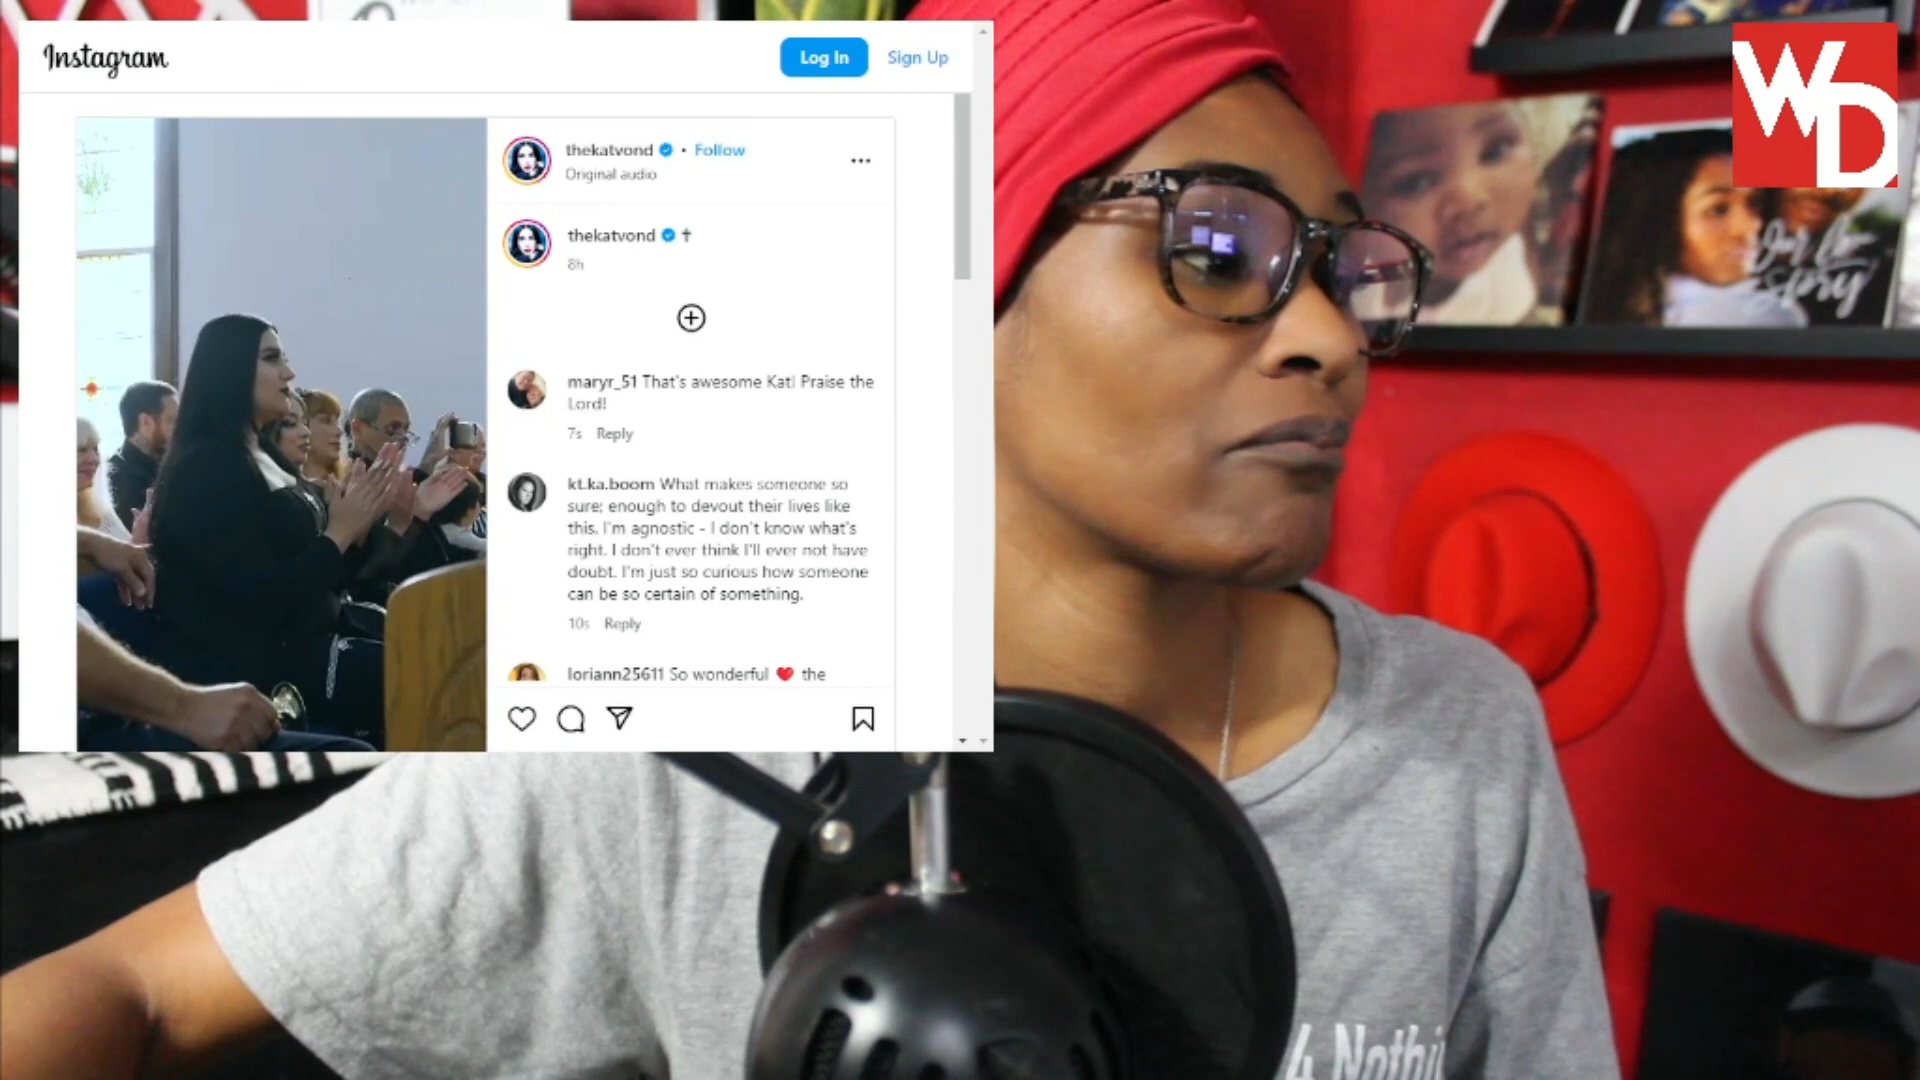 Instagram
Log In
Sign Up
thekatvond • Follow
Original audio
thekatvond ✝
8h
maryr_51 That's awesome Kat! Praise the
Lord!
7s Reply
kt.ka.boom What makes someone so
sure; enough to devout their lives like
this. I'm agnostic - I don't know what's
right. I don't ever think I'll ever not have
doubt. I'm just so curious how someone
can be so certain of something.
10s Reply
loriann25611 So wonderful ❤️ the
WD
Story
4 Nothi